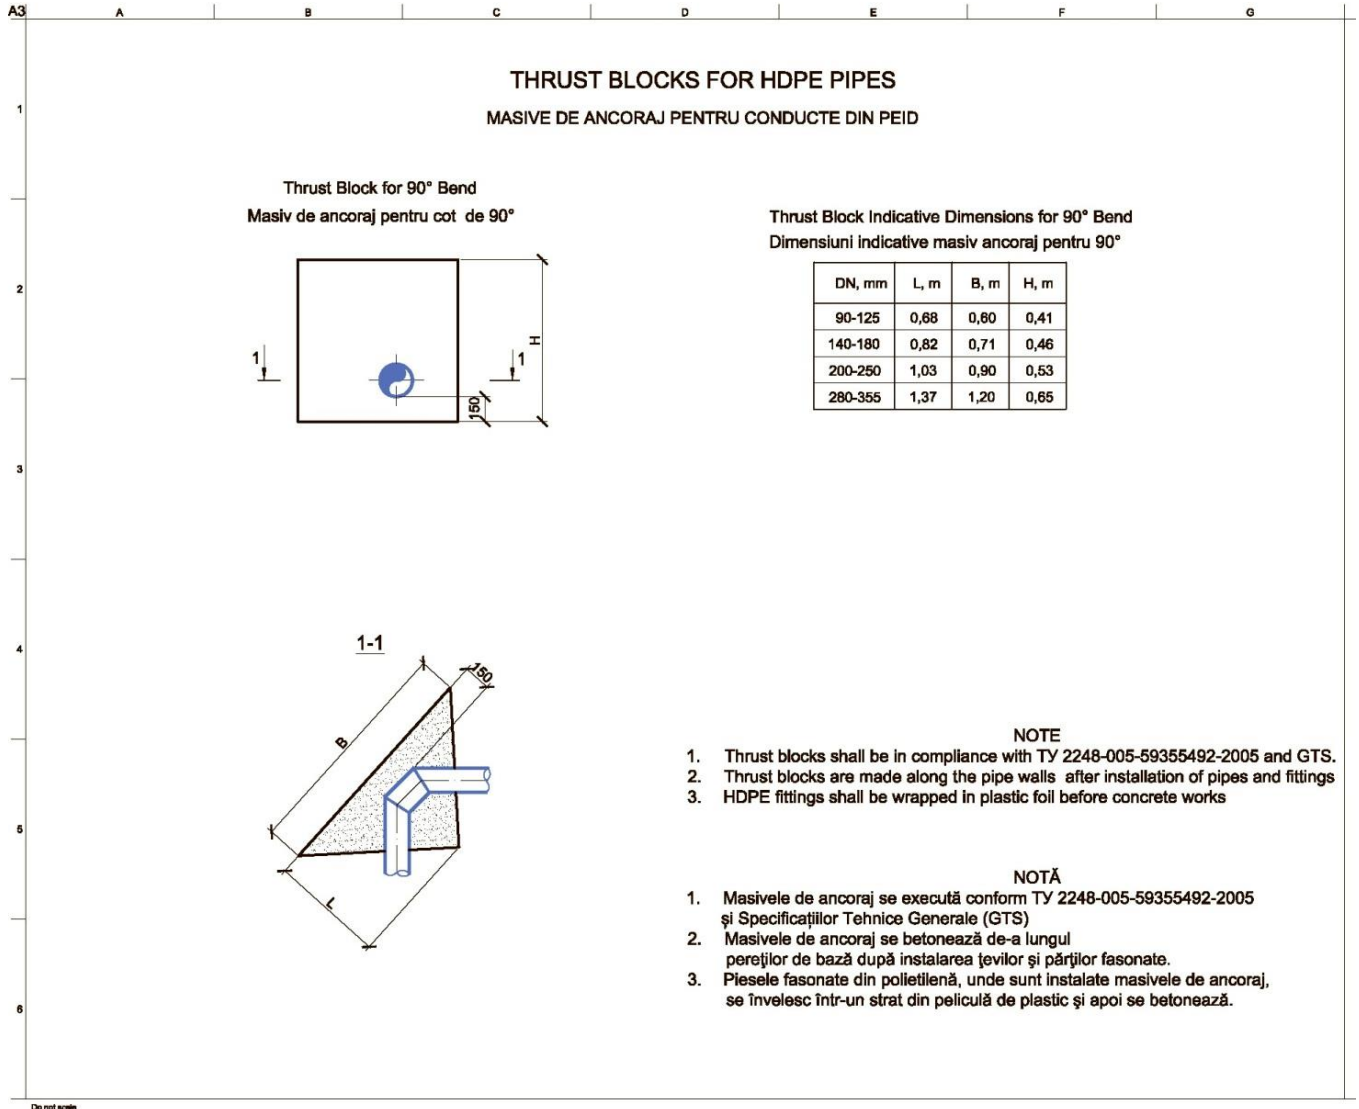 A3
A B C D E F G
THRUST BLOCKS FOR HDPE PIPES
1
MASIVE DE ANCORAJ PENTRU CONDUCTE DIN PEID
Thrust Block for 90° Bend
Masiv de ancoraj pentru cot de 90°
Thrust Block Indicative Dimensions for 90° Bend
Dimensiuni indicative masiv ancoraj pentru 90°
2
DN, mm L, m B, m H, m
90-125 0,68 0,60 0,41
140-180 0,82 0,71 0,46
200-250 1,03 0,90 0,53
280-355 1,37 1,20 0,65
H
1 1
150
3
4
1-1
150
B
L
NOTE
1. Thrust blocks shall be in compliance with ТУ 2248-005-59355492-2005 and GTS.
2. Thrust blocks are made along the pipe walls after installation of pipes and fittings
3. HDPE fittings shall be wrapped in plastic foil before concrete works
5
NOTĂ
1. Masivele de ancoraj se execută conform ТУ 2248-005-59355492-2005
și Specificațiilor Tehnice Generale (GTS)
2. Masivele de ancoraj se betonează de-a lungul
pereților de bază după instalarea țevilor și părților fasonate.
3. Piesele fasonate din polietilenă, unde sunt instalate masivele de ancoraj,
se învelesc într-un strat din peliculă de plastic și apoi se betonează.
6
Do not scale